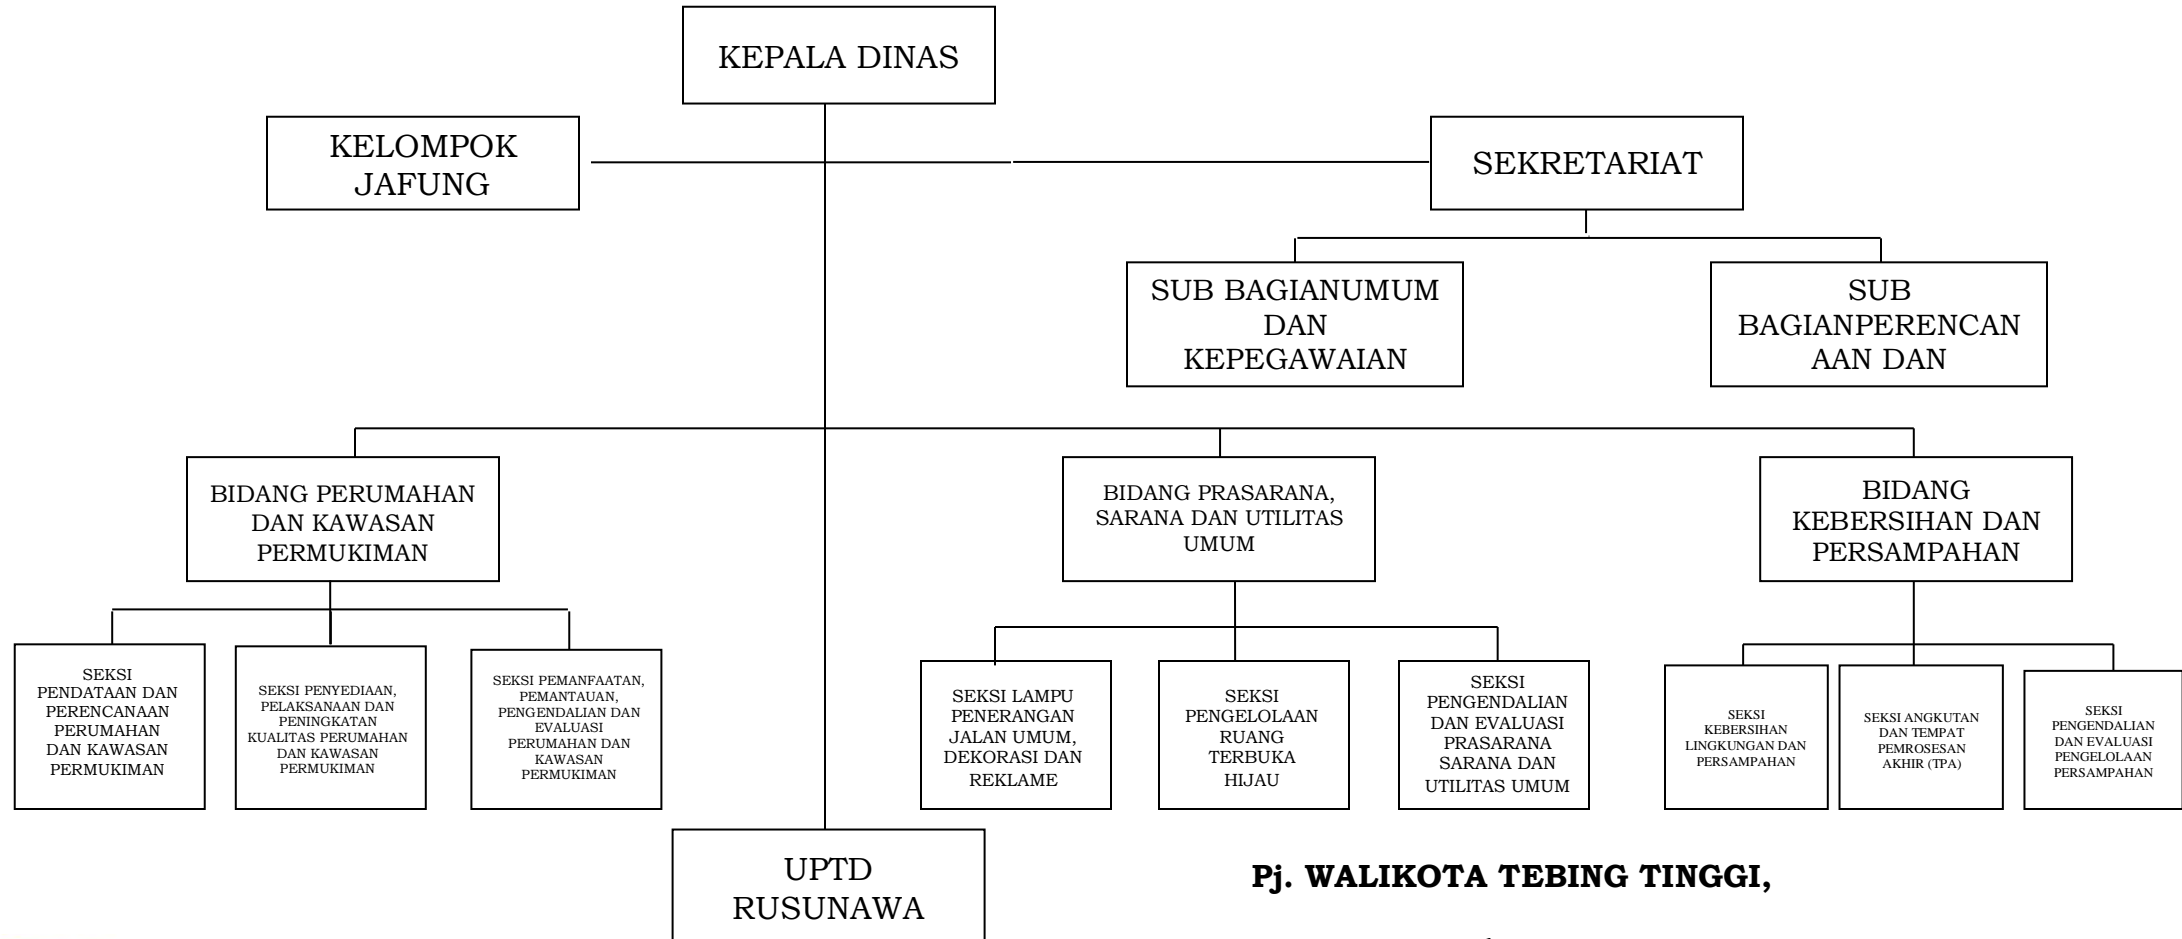 KEPALA DINAS
KELOMPOK
JAFUNG
SEKRETARIAT
SUB BAGIANUMUM
DAN
KEPEGAWAIAN
SUB
BAGIANPERENCAN
AAN DAN
BIDANG PERUMAHAN
DAN KAWASAN
PERMUKIMAN
BIDANG PRASARANA,
SARANA DAN UTILITAS
UMUM
BIDANG
KEBERSIHAN DAN
PERSAMPAHAN
SEKSI
PENDATAAN DAN
PERENCANAAN
PERUMAHAN
DAN KAWASAN
PERMUKIMAN
SEKSI PENYEDIAAN,
PELAKSANAAN DAN
PENINGKATAN
KUALITAS PERUMAHAN
DAN KAWASAN
PERMUKIMAN
SEKSI PEMANFAATAN,
PEMANTAUAN,
PENGENDALIAN DAN
EVALUASI
PERUMAHAN DAN
KAWASAN
PERMUKIMAN
SEKSI LAMPU
PENERANGAN
JALAN UMUM,
DEKORASI DAN
REKLAME
SEKSI
PENGELOLAAN
RUANG
TERBUKA
HIJAU
SEKSI
PENGENDALIAN
DAN EVALUASI
PRASARANA
SARANA DAN
UTILITAS UMUM
SEKSI
KEBERSIHAN
LINGKUNGAN DAN
PERSAMPAHAN
SEKSI ANGKUTAN
DAN TEMPAT
PEMROSESAN
AKHIR (TPA)
SEKSI
PENGENDALIAN
DAN EVALUASI
PENGELOLAAN
PERSAMPAHAN
UPTD
RUSUNAWA
Pj. WALIKOTA TEBING TINGGI,